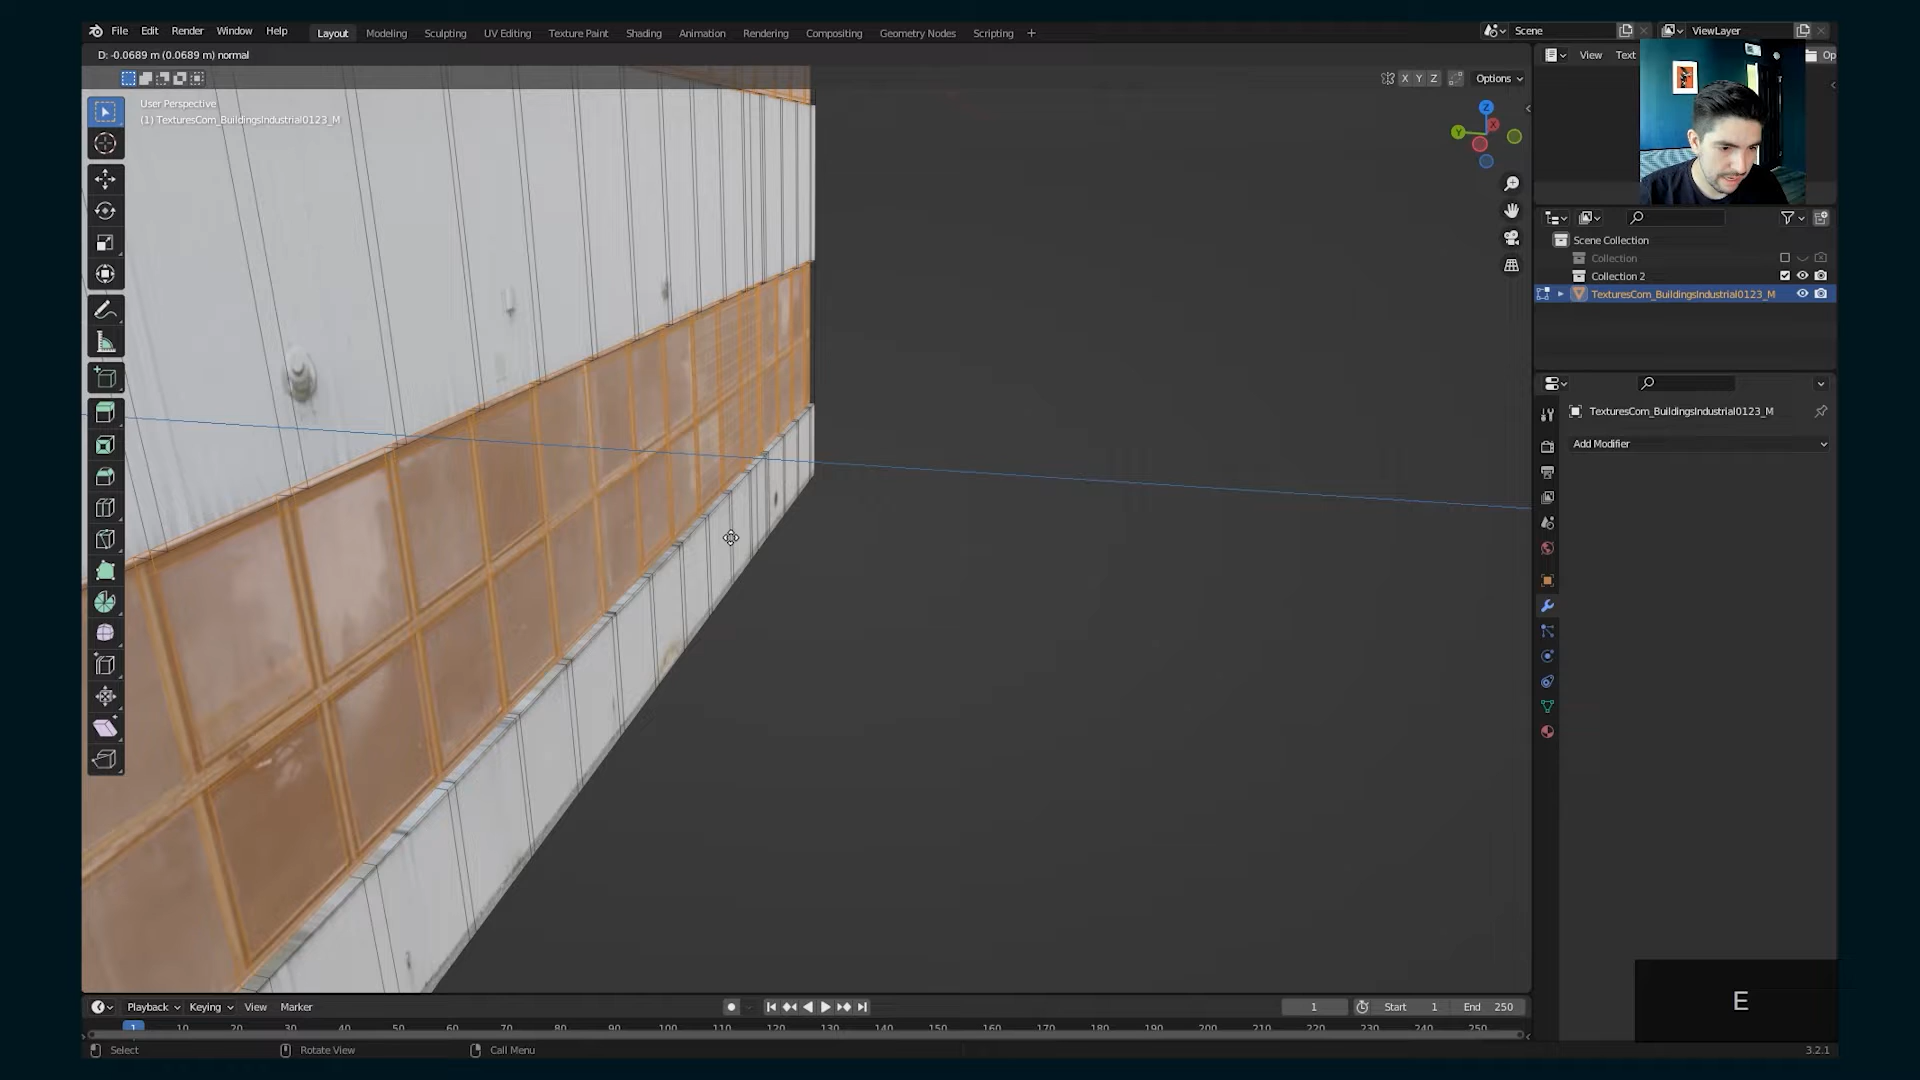 File Edit Render Window Help
Layout Modeling Sculpting UV Editing Texture Paint Shading Animation Rendering Compositing Geometry Nodes Scripting +
Scene
ViewLayer
D: -0.0689 m (0.0689 m) normal
View Text
Op
X Y Z
Options
User Perspective
(1) TexturesCom_BuildingsIndustrial0123_M
Z
Y
X
Scene Collection
Collection
Collection 2
TexturesCom_BuildingsIndustrial0123_M
TexturesCom_BuildingsIndustrial0123_M
Add Modifier
E
Playback Keying View Marker
1
Start 1
End 250
1 10 20 30 40 50 60 70 80 90 100 110 120 130 140 150 160 170 180 190 200 210 220 230 240 250
Select
Rotate View
Call Menu
3.2.1